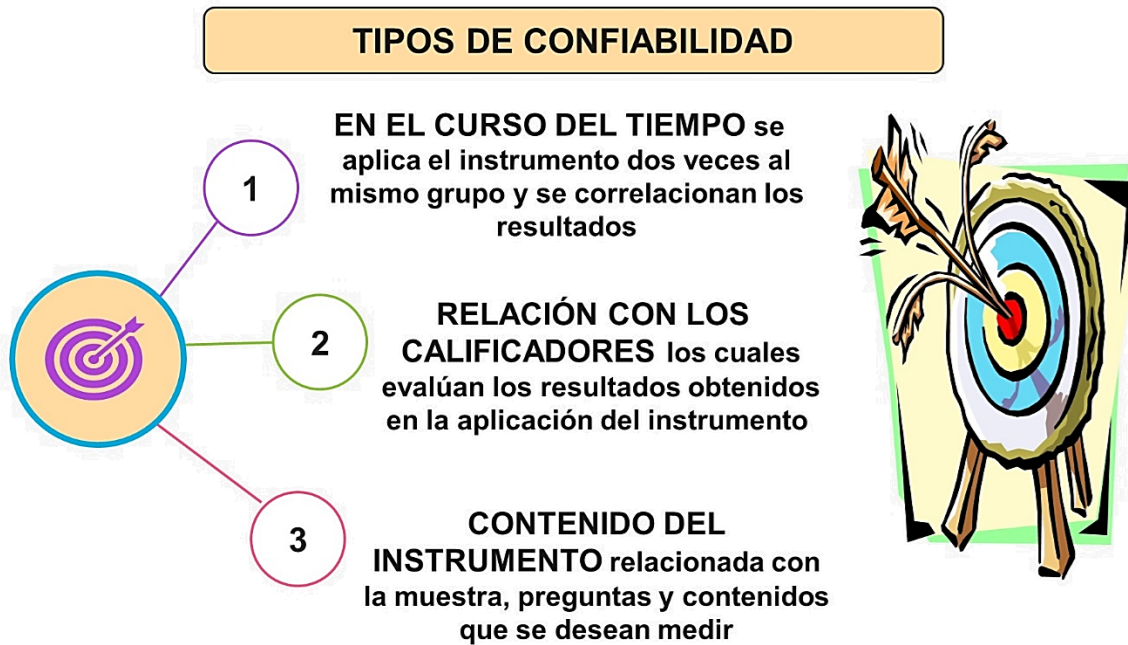 TIPOS DE CONFIABILIDAD
1
EN EL CURSO DEL TIEMPO se
aplica el instrumento dos veces al
mismo grupo y se correlacionan los
resultados
2
RELACIÓN CON LOS
CALIFICADORES los cuales
evalúan los resultados obtenidos
en la aplicación del instrumento
3
CONTENIDO DEL
INSTRUMENTO relacionada con
la muestra, preguntas y contenidos
que se desean medir